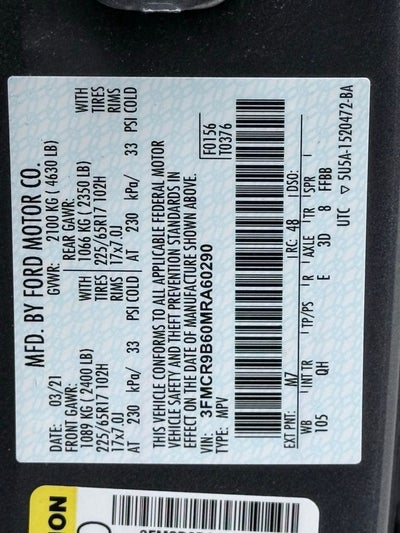 MFD. BY FORD MOTOR CO.
DATE: 03/21 GVWR: 2100 KG (4630 LB)
FRONT GAWR: REAR GAWR:
1089 KG (2400 LB) 1066 KG (2350 LB)
225/65R17 102H TIRES 225/65R17 102H TIRES
17x7.0J RIMS 17x7.0J RIMS
AT 230 kPa/ 33 PSI COLD AT 230 kPa/ 33 PSI COLD
THIS VEHICLE CONFORMS TO ALL APPLICABLE FEDERAL MOTOR
VEHICLE SAFETY AND THEFT PREVENTION STANDARDS IN
EFFECT ON THE DATE OF MANUFACTURE SHOWN ABOVE.
VIN: 3FMCR9B60MRA60290 F0156
TYPE: MPV T0376
EXT PNT: M7 RC: 48 DSO:
WB INT TR TP/PS R AXLE TR SPR
105 QH E 3D 8 FFBB
UTC ▽ 5U5A-1520472-BA
ION